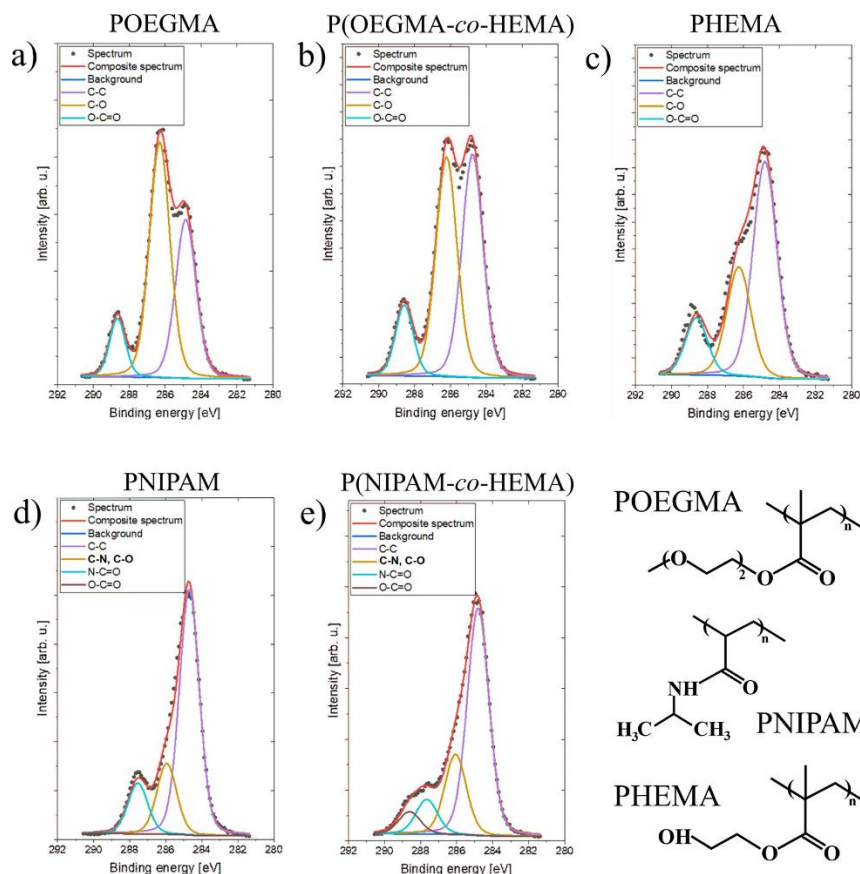 POEGMA
a)
Spectrum
Composite spectrum
Background
C-C
C-O
O-C=O
Intensity [arb. u.]
292 290 288 286 284 282 280
Binding energy [eV]
P(OEGMA-co-HEMA)
b)
Spectrum
Composite spectrum
Background
C-C
C-O
O-C=O
Intensity [arb. u.]
292 290 288 286 284 282 280
Binding energy [eV]
PHEMA
c)
Spectrum
Composite spectrum
Background
C-C
C-O
O-C=O
Intensity [arb. u.]
292 290 288 286 284 282 280
Binding energy [eV]
PNIPAM
d)
Spectrum
Composite spectrum
Background
C-C
C-N, C-O
N-C=O
O-C=O
Intensity [arb. u.]
292 290 288 286 284 282 280
Binding energy [eV]
P(NIPAM-co-HEMA)
e)
Spectrum
Composite spectrum
Background
C-C
C-N, C-O
N-C=O
O-C=O
Intensity [arb. u.]
292 290 288 286 284 282 280
Binding energy [eV]
POEGMA
n
O
2
O
O
n
NH
O
H₃C
CH₃
PNIPAM
PHEMA
n
OH
O
O